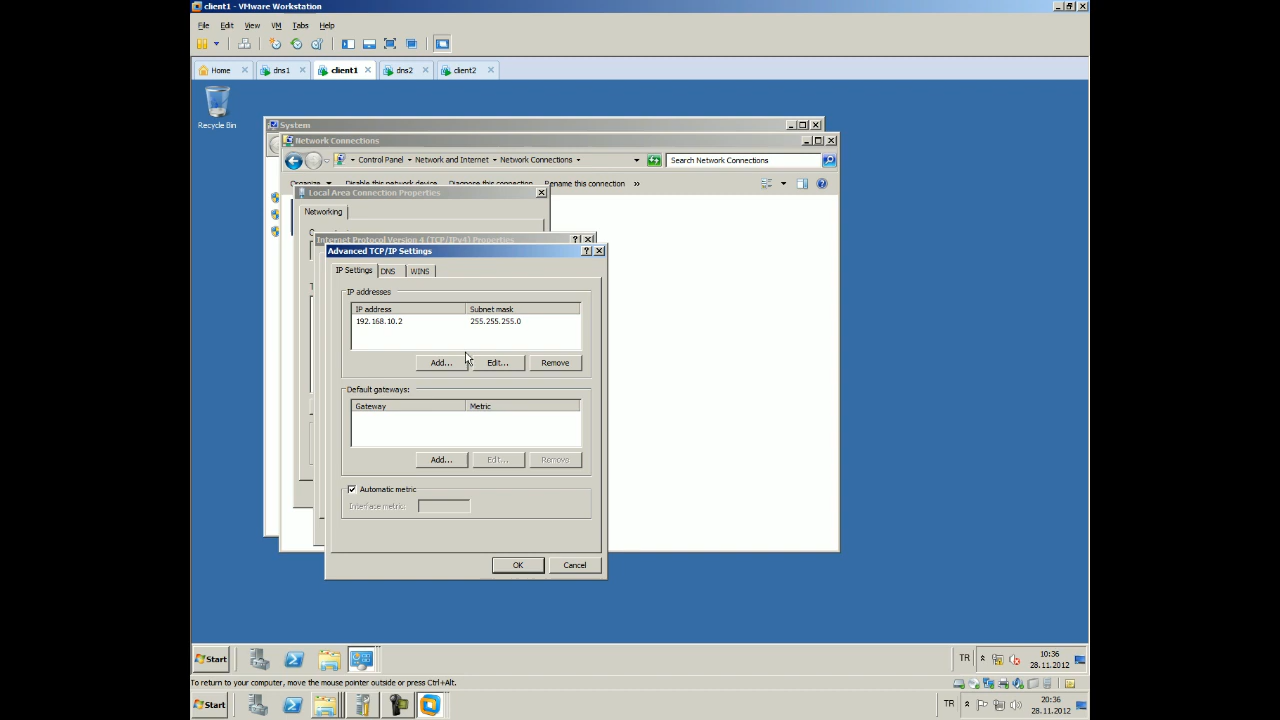 client1 - VMware Workstation
File Edit View VM Tabs Help
Home dns1 client1 dns2 client2
Recycle Bin
System
Network Connections
Control Panel Network and Internet Network Connections Search Network Connections
Organize Disable this network device Diagnose this connection Rename this connection »
Local Area Connection Properties
Networking
Internet Protocol Version 4 (TCP/IPv4) Properties
Advanced TCP/IP Settings
IP Settings DNS WINS
IP addresses
IP address Subnet mask
192.168.10.2 255.255.255.0
Add... Edit... Remove
Default gateways:
Gateway Metric
Add... Edit... Remove
Automatic metric
Interface metric:
OK Cancel
Start TR 10:36
28.11.2012
To return to your computer, move the mouse pointer outside or press Ctrl+Alt.
Start TR 20:36
28.11.2012